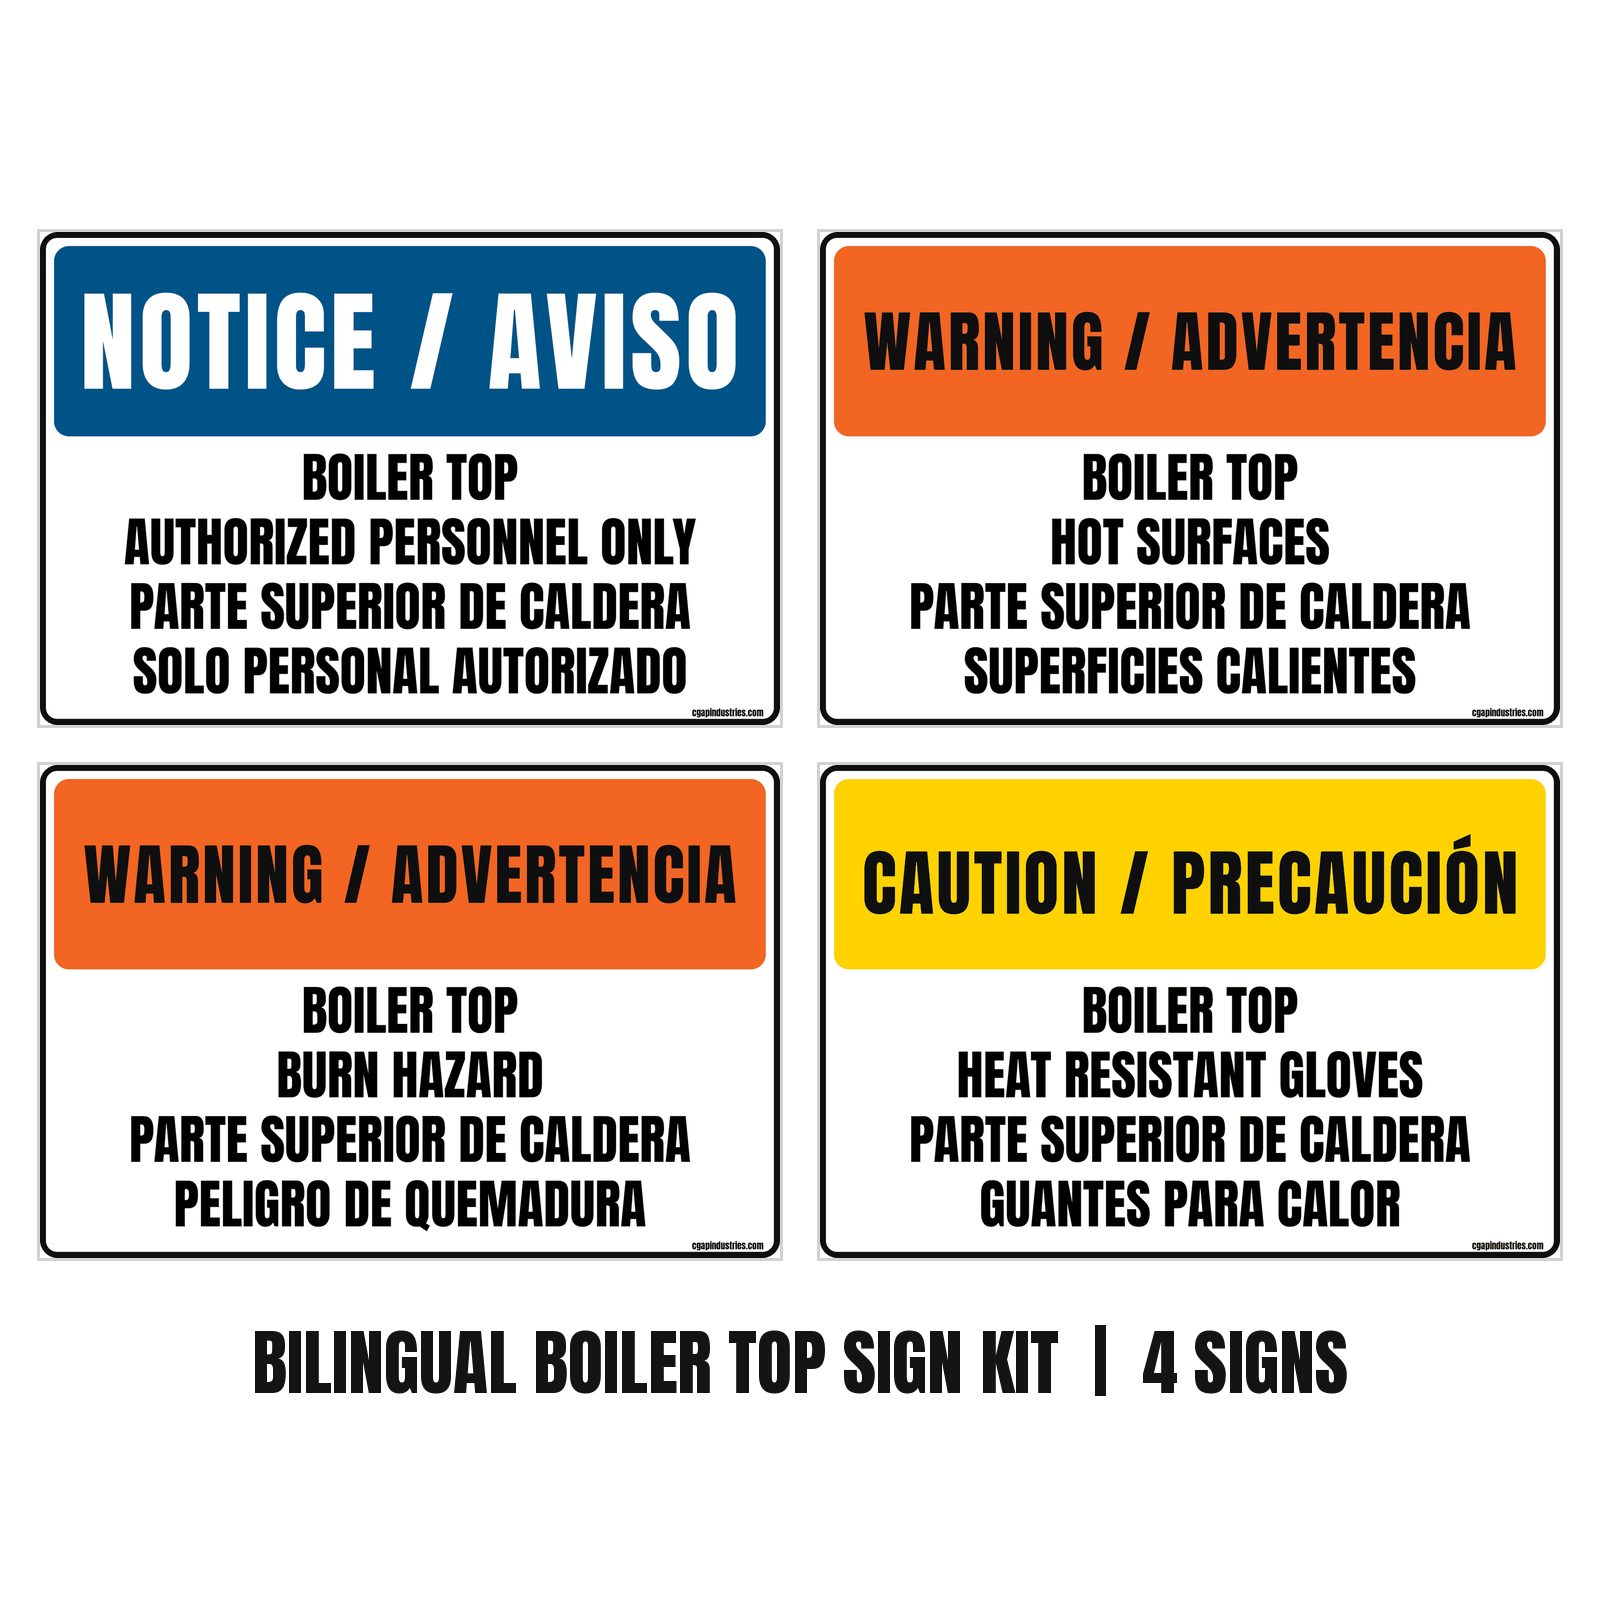 NOTICE / AVISO
BOILER TOP
AUTHORIZED PERSONNEL ONLY
PARTE SUPERIOR DE CALDERA
SOLO PERSONAL AUTORIZADO
cgapindustries.com
WARNING / ADVERTENCIA
BOILER TOP
HOT SURFACES
PARTE SUPERIOR DE CALDERA
SUPERFICIES CALIENTES
cgapindustries.com
WARNING / ADVERTENCIA
BOILER TOP
BURN HAZARD
PARTE SUPERIOR DE CALDERA
PELIGRO DE QUEMADURA
cgapindustries.com
CAUTION / PRECAUCIÓN
BOILER TOP
HEAT RESISTANT GLOVES
PARTE SUPERIOR DE CALDERA
GUANTES PARA CALOR
cgapindustries.com
BILINGUAL BOILER TOP SIGN KIT | 4 SIGNS